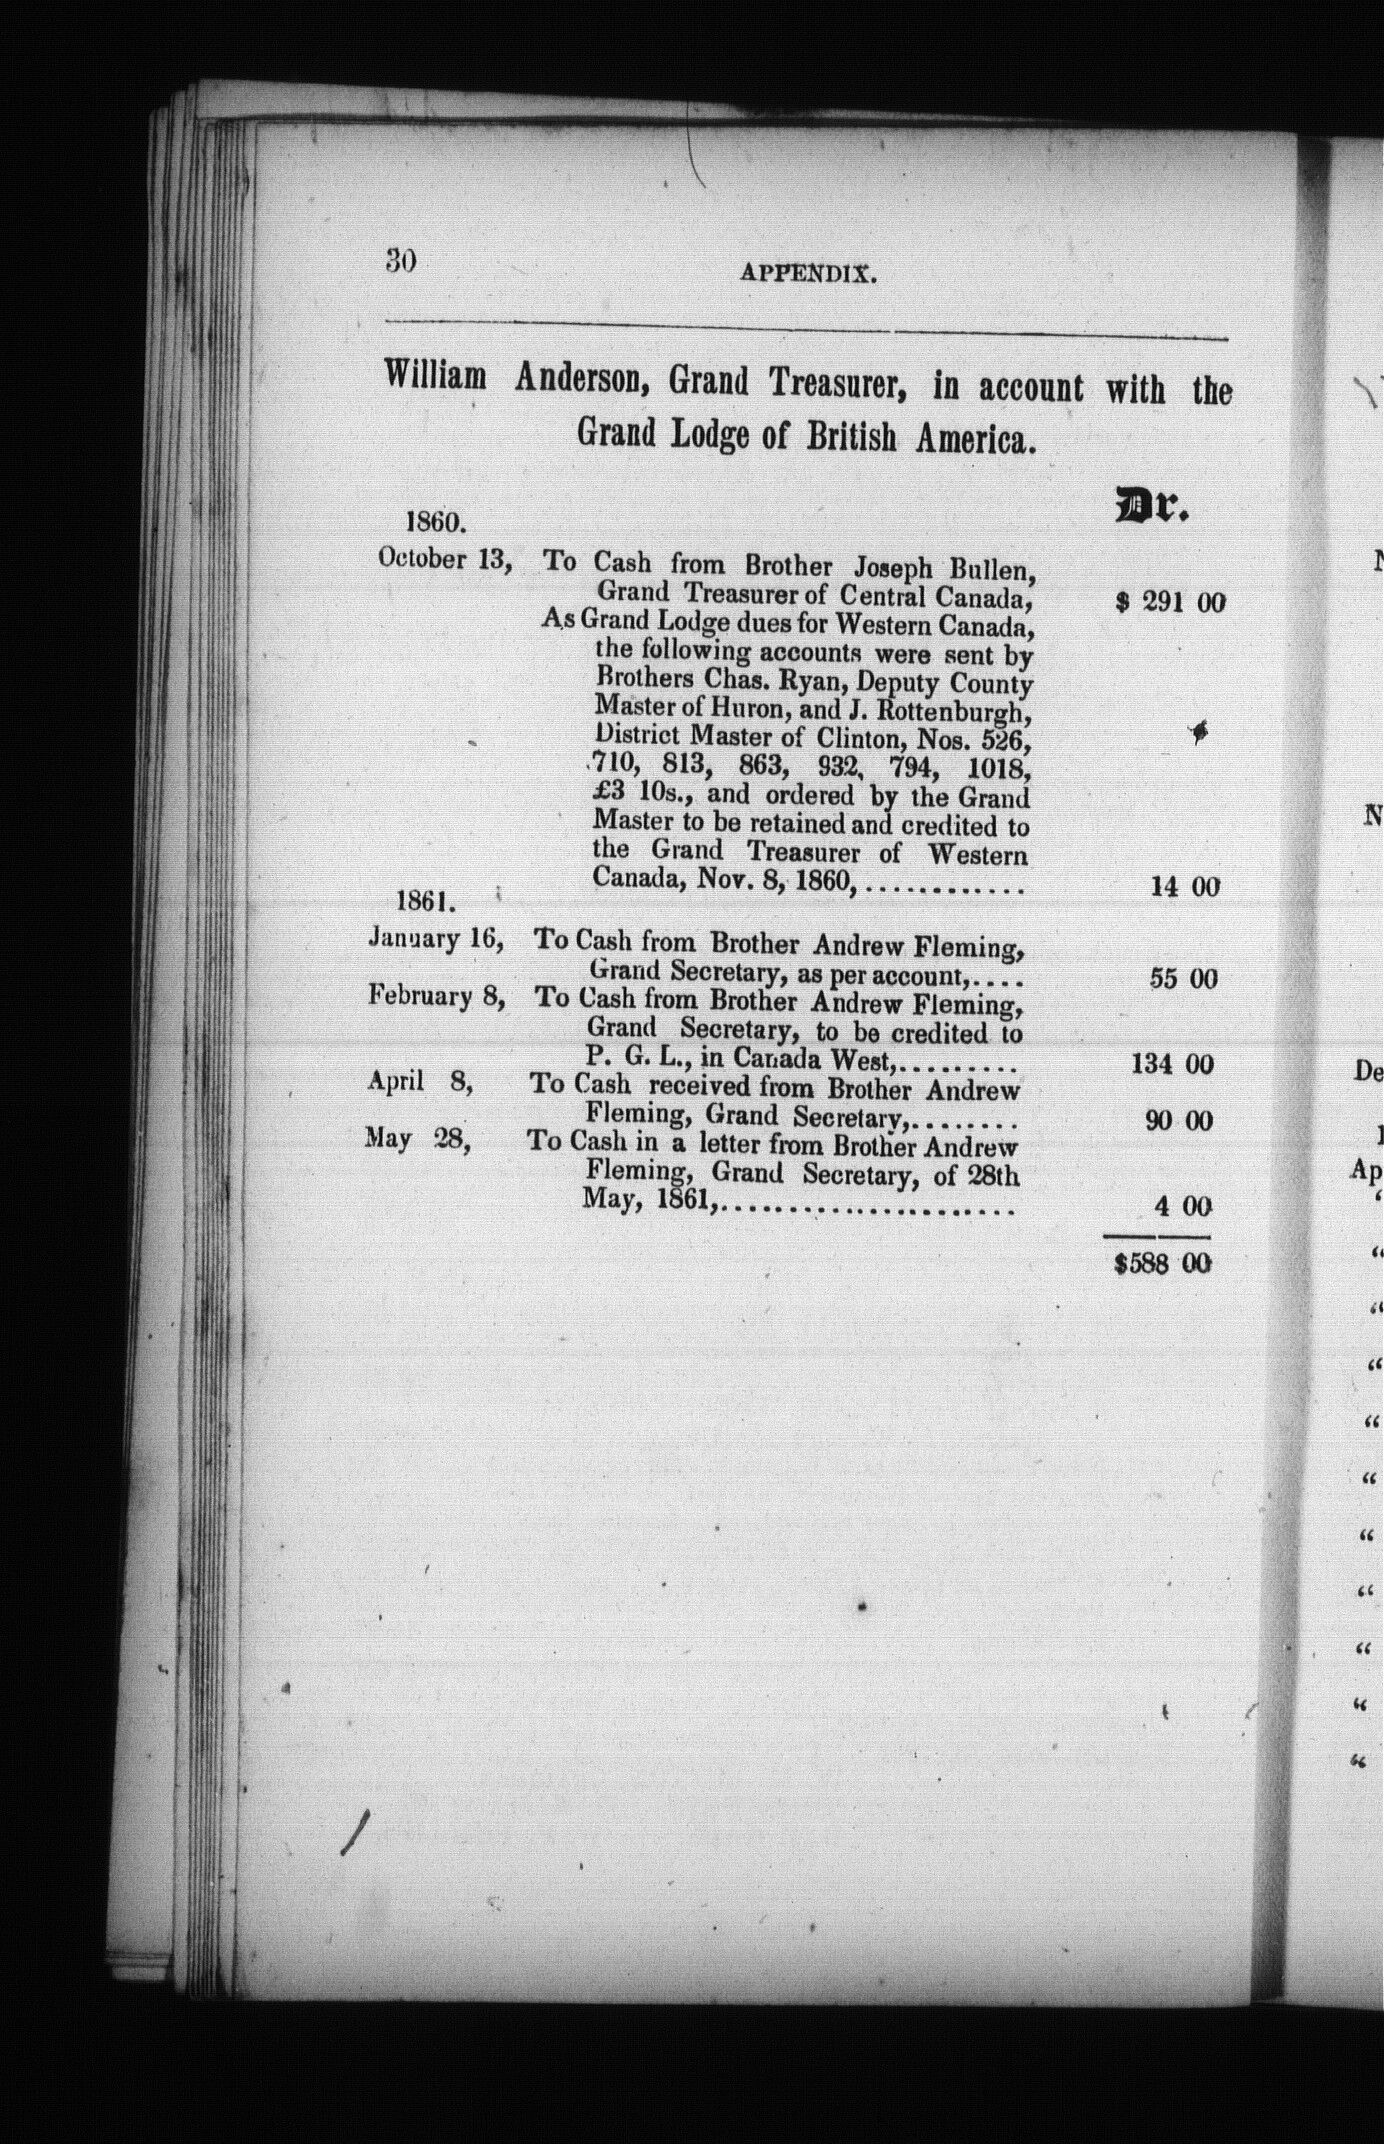 30
APPENDIX.
William Anderson, Grand Treasurer, in account with the
Grand Lodge of British America.
Dr.
1860.
October 13, To Cash from Brother Joseph Bullen,
Grand Treasurer of Central Canada, $ 291 00
As Grand Lodge dues for Western Canada,
the following accounts were sent by
Brothers Chas. Ryan, Deputy County
Master of Huron, and J. Rottenburgh,
District Master of Clinton, Nos. 526,
710, 813, 863, 932, 794, 1018,
£3 10s., and ordered by the Grand
Master to be retained and credited to
the Grand Treasurer of Western
Canada, Nov. 8, 1860,............ 14 00
1861.
January 16, To Cash from Brother Andrew Fleming,
Grand Secretary, as per account,.... 55 00
February 8, To Cash from Brother Andrew Fleming,
Grand Secretary, to be credited to
P. G. L., in Canada West,......... 134 00
April 8, To Cash received from Brother Andrew
Fleming, Grand Secretary,........ 90 00
May 28, To Cash in a letter from Brother Andrew
Fleming, Grand Secretary, of 28th
May, 1861,...................... 4 00
$588 00
N
De
Ap
"
"
"
"
"
"
"
"
"
"
"